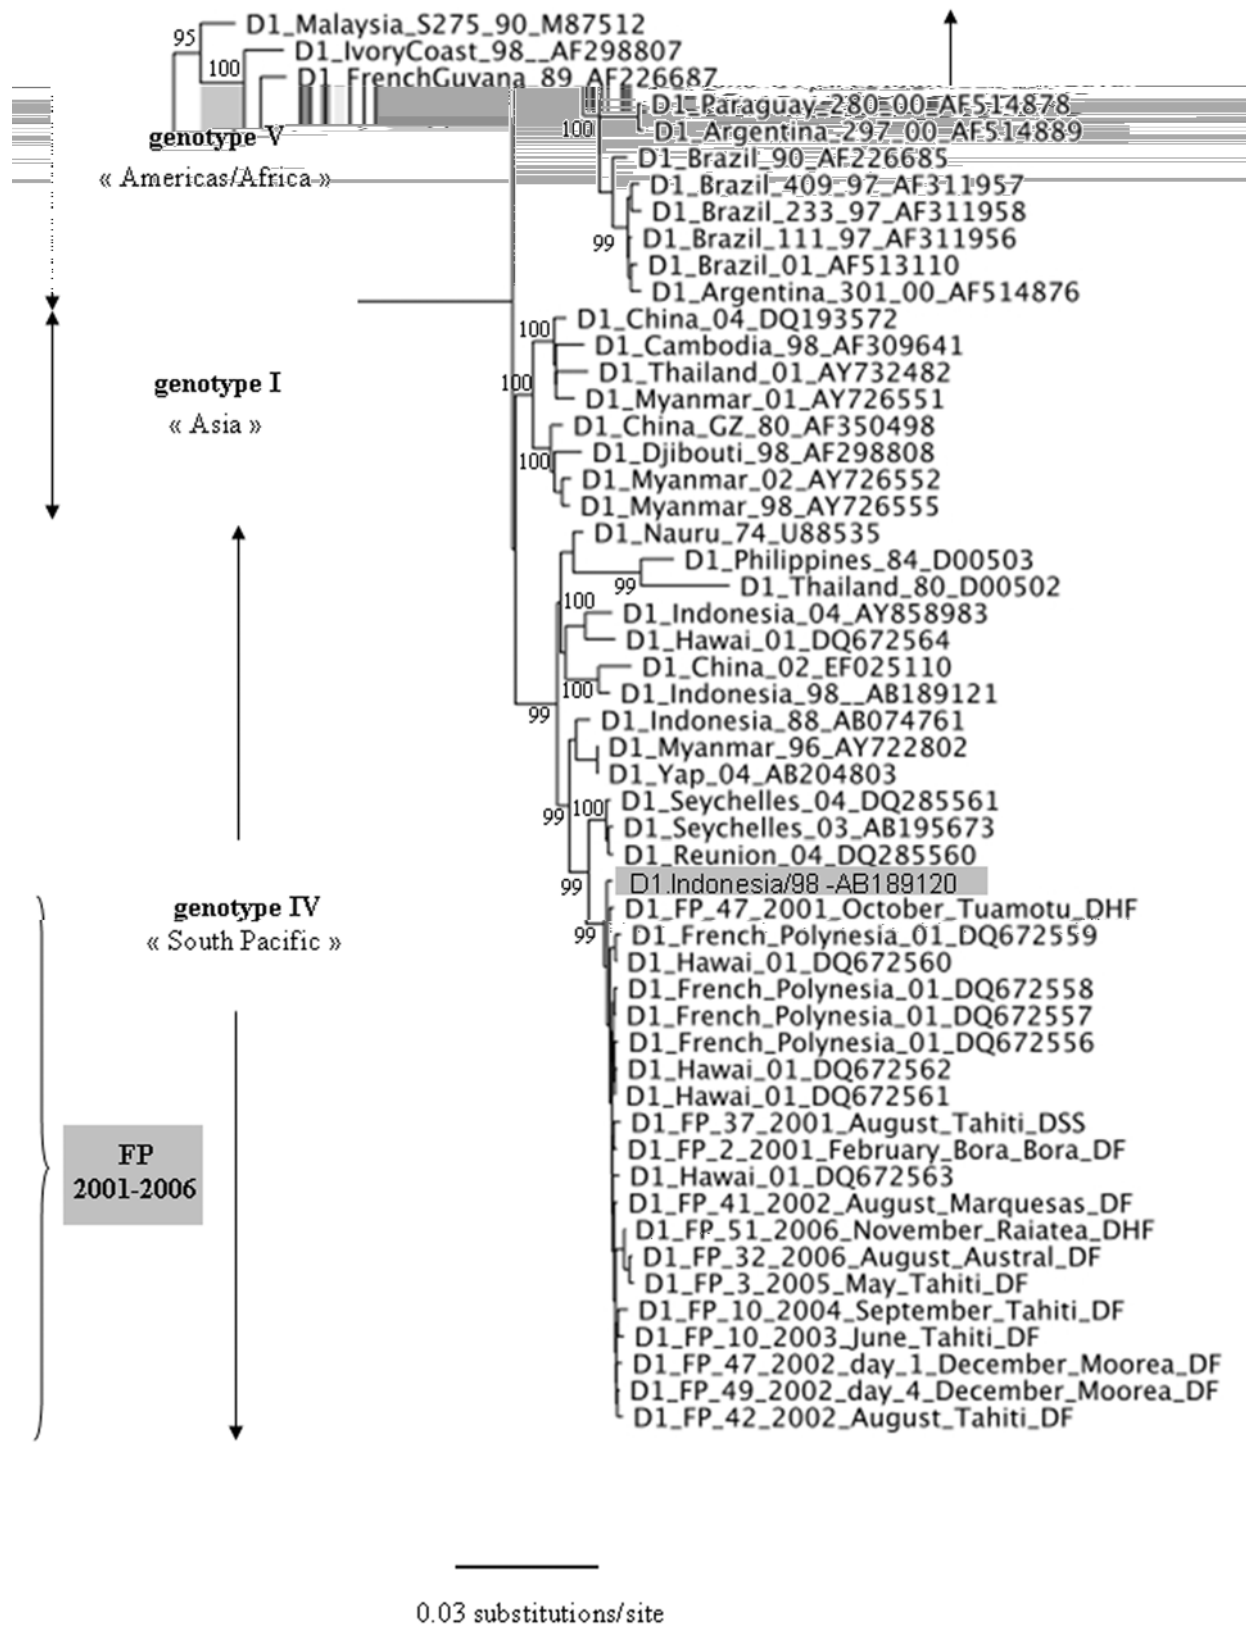 D1_Malaysia_S275_90_M87512
95
D1_IvoryCoast_98__AF298807
100
D1_FrenchGuyana_89_AF226687
D1_Paraguay_280_00_AF514878
100
D1_Argentina_297_00_AF514889
genotype V
D1_Brazil_90_AF226685
« Americas/Africa »
D1_Brazil_409_97_AF311957
D1_Brazil_233_97_AF311958
99
D1_Brazil_111_97_AF311956
D1_Brazil_01_AF513110
D1_Argentina_301_00_AF514876
D1_China_04_DQ193572
100
D1_Cambodia_98_AF309641
D1_Thailand_01_AY732482
100
genotype I
D1_Myanmar_01_AY726551
« Asia »
D1_China_GZ_80_AF350498
D1_Djibouti_98_AF298808
100
D1_Myanmar_02_AY726552
D1_Myanmar_98_AY726555
D1_Nauru_74_U88535
D1_Philippines_84_D00503
99
D1_Thailand_80_D00502
100
D1_Indonesia_04_AY858983
D1_Hawai_01_DQ672564
D1_China_02_EF025110
100
D1_Indonesia_98__AB189121
99
D1_Indonesia_88_AB074761
D1_Myanmar_96_AY722802
D1_Yap_04_AB204803
100
D1_Seychelles_04_DQ285561
99
D1_Seychelles_03_AB195673
D1_Reunion_04_DQ285560
99
D1.Indonesia/98 -AB189120
genotype IV
D1_FP_47_2001_October_Tuamotu_DHF
« South Pacific »
99
D1_French_Polynesia_01_DQ672559
D1_Hawai_01_DQ672560
D1_French_Polynesia_01_DQ672558
D1_French_Polynesia_01_DQ672557
D1_French_Polynesia_01_DQ672556
D1_Hawai_01_DQ672562
D1_Hawai_01_DQ672561
D1_FP_37_2001_August_Tahiti_DSS
FP
2001-2006
D1_FP_2_2001_February_Bora_Bora_DF
D1_Hawai_01_DQ672563
D1_FP_41_2002_August_Marquesas_DF
D1_FP_51_2006_November_Raiatea_DHF
D1_FP_32_2006_August_Austral_DF
D1_FP_3_2005_May_Tahiti_DF
D1_FP_10_2004_September_Tahiti_DF
D1_FP_10_2003_June_Tahiti_DF
D1_FP_47_2002_day_1_December_Moorea_DF
D1_FP_49_2002_day_4_December_Moorea_DF
D1_FP_42_2002_August_Tahiti_DF
0.03 substitutions/site